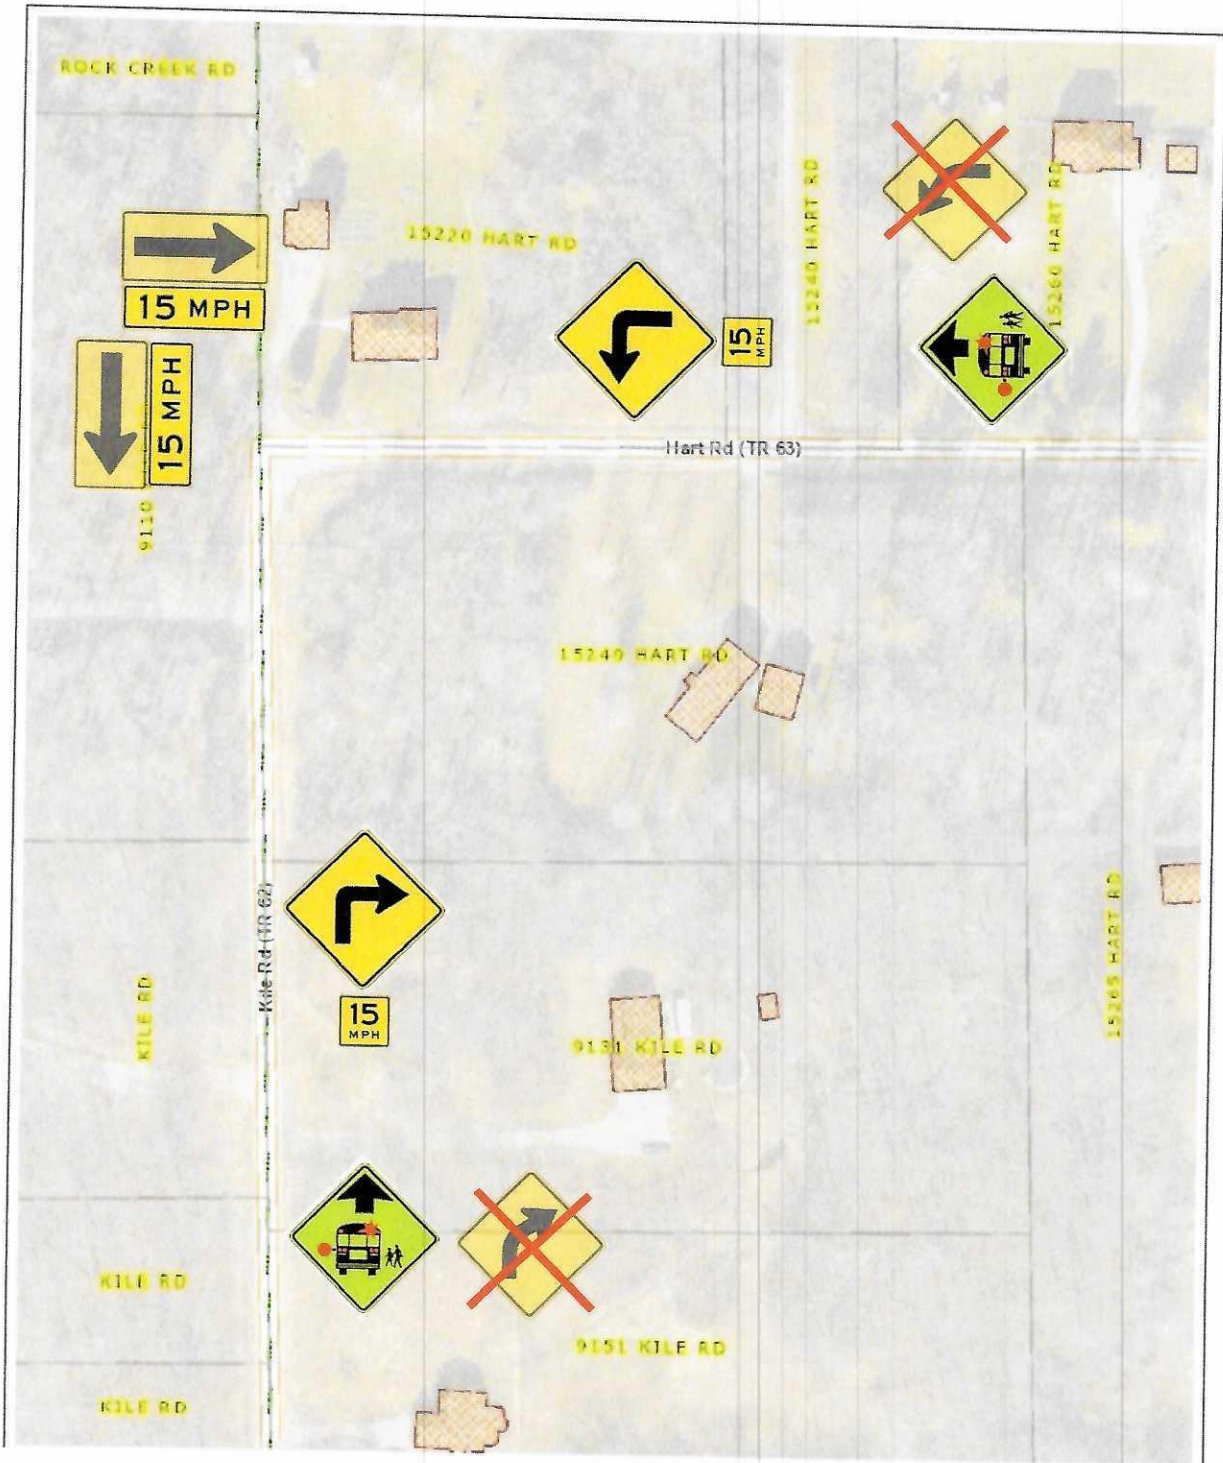 ROCK CREEK RD
15220 HART RD
15240 HART RD
15260 HART RD
15 MPH
15 MPH
15
MPH
9110
Hart Rd (TR 63)
15249 HART RD
Kile Rd (TR 62)
15
MPH
KILE RD
9131 KILE RD
15265 HART RD
KILE RD
9151 KILE RD
KILE RD